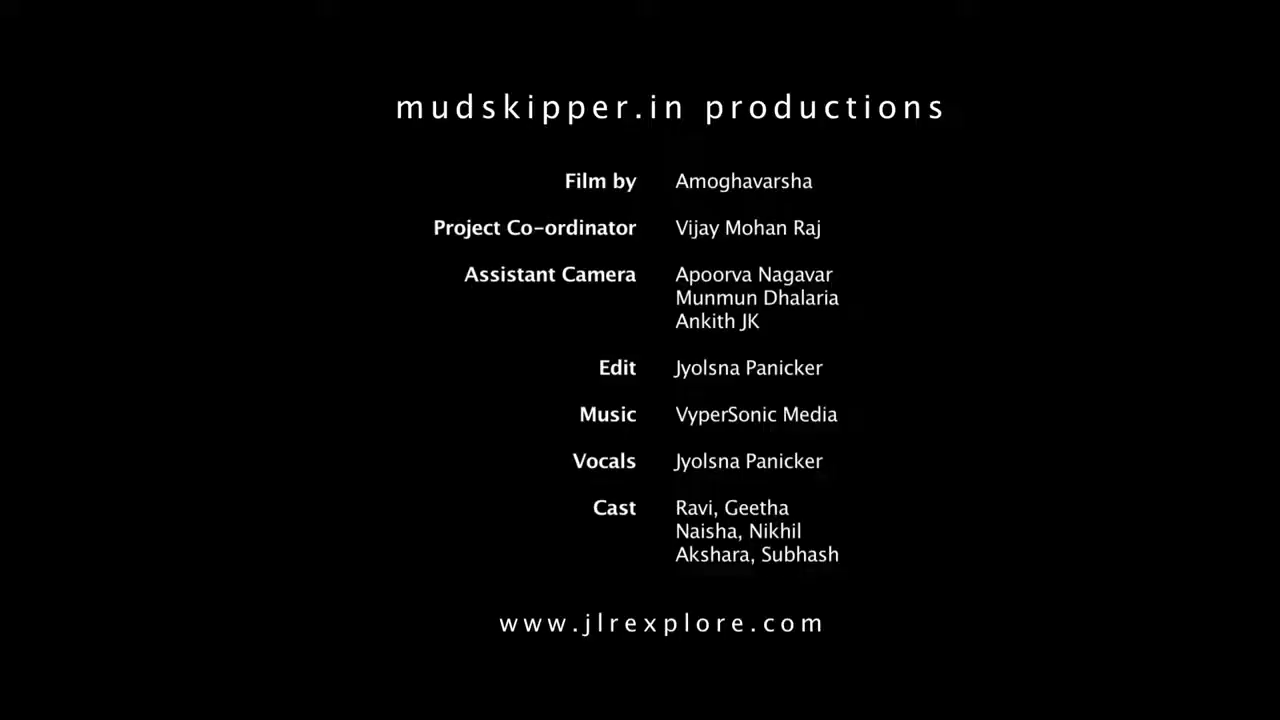 mudskipper.in productions
Film by Amoghavarsha
Project Co-ordinator Vijay Mohan Raj
Assistant Camera Apoorva Nagavar
Munmun Dhalaria
Ankith JK
Edit Jyolsna Panicker
Music VyperSonic Media
Vocals Jyolsna Panicker
Cast Ravi, Geetha
Naisha, Nikhil
Akshara, Subhash
www.jlrexplore.com